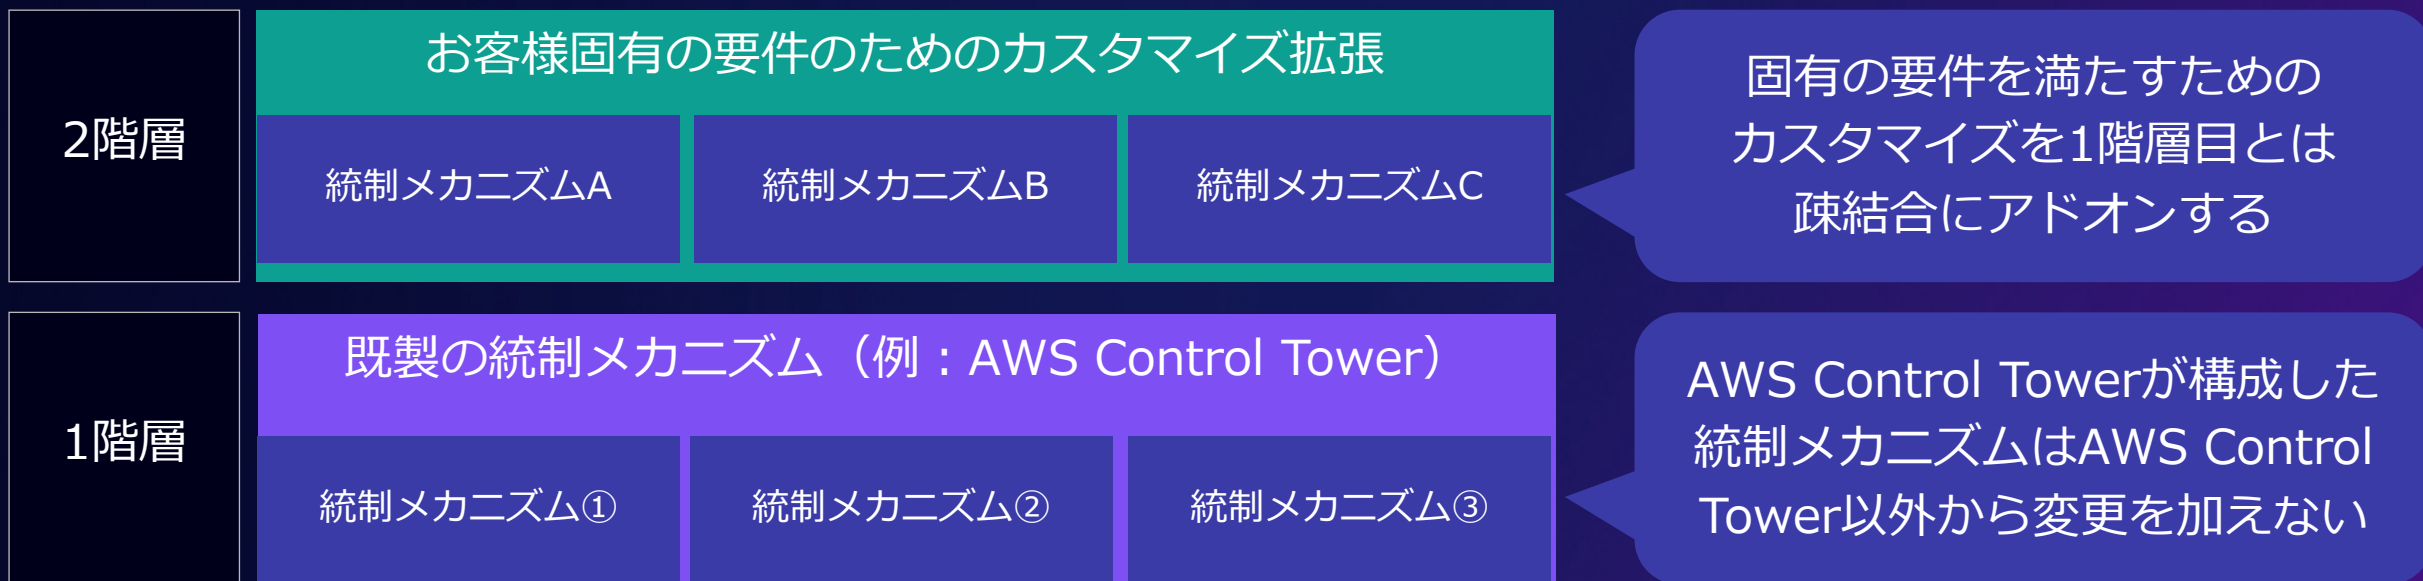 2階層
お客様固有の要件のためのカスタマイズ拡張
統制メカニズムA
統制メカニズムB
統制メカニズムC
固有の要件を満たすための
カスタマイズを1階層目とは
疎結合にアドオンする
1階層
既製の統制メカニズム（例：AWS Control Tower）
統制メカニズム①
統制メカニズム②
統制メカニズム③
AWS Control Towerが構成した
統制メカニズムはAWS Control
Tower以外から変更を加えない